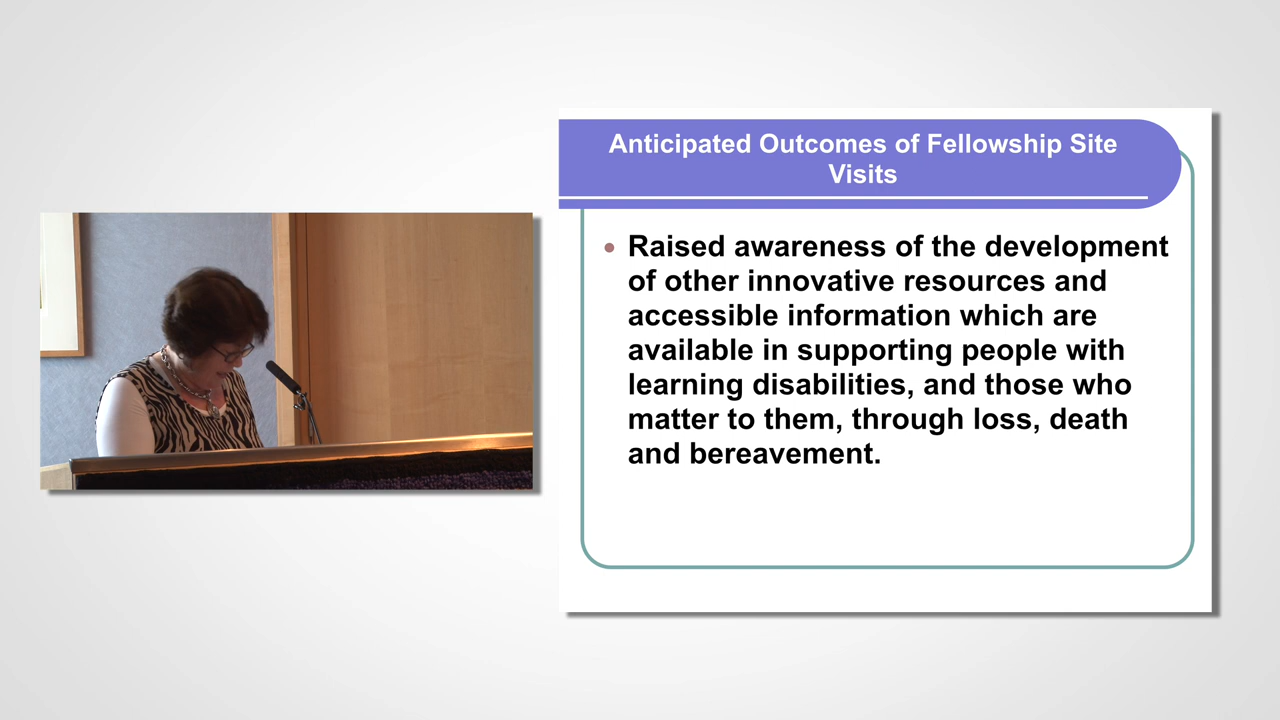 Anticipated Outcomes of Fellowship Site
Visits
Raised awareness of the development
of other innovative resources and
accessible information which are
available in supporting people with
learning disabilities, and those who
matter to them, through loss, death
and bereavement.